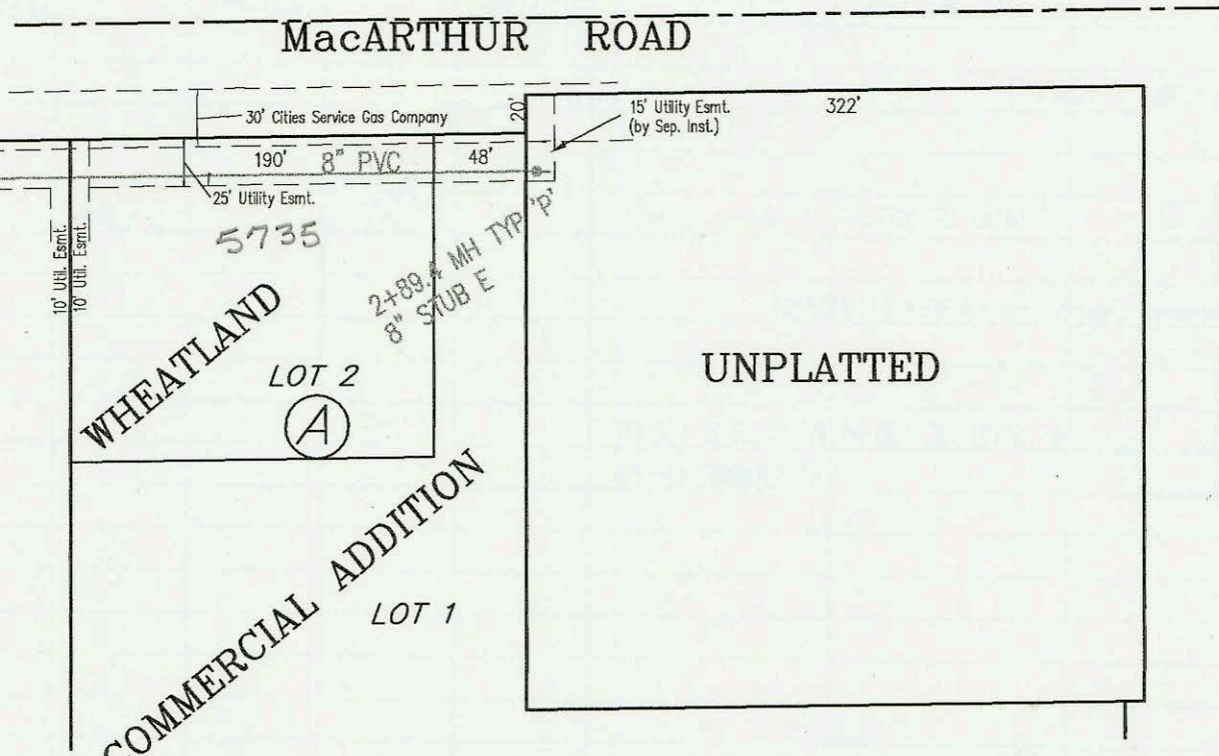 MacARTHUR ROAD
30' Cities Service Gas Company
20'
15' Utility Esmt.
(by Sep. Inst.)
322'
190'
8" PVC
48'
25' Utility Esmt.
5735
10' Util. Esmt.
10' Util. Esmt.
2+89.4 MH TYP 'P'
8" STUB E
WHEATLAND
LOT 2
A
UNPLATTED
COMMERCIAL ADDITION
LOT 1